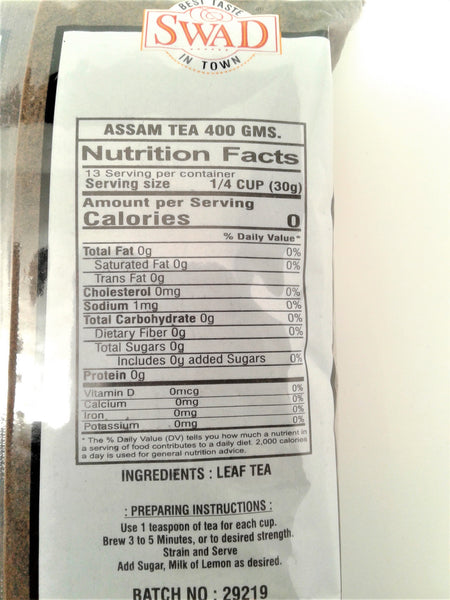 BEST TASTE
SWAD
IN TOWN
ASSAM TEA 400 GMS.
Nutrition Facts
13 Serving per container
Serving size 1/4 CUP (30g)
Amount per Serving
Calories 0
% Daily Value*
Total Fat 0g 0%
Saturated Fat 0g 0%
Trans Fat 0g
Cholesterol 0mg 0%
Sodium 1mg 0%
Total Carbohydrate 0g 0%
Dietary Fiber 0g 0%
Total Sugars 0g
Includes 0g added Sugars 0%
Protein 0g
Vitamin D 0mcg 0%
Calcium 0mg 0%
Iron 0mg 0%
Potassium 0mg 0%
* The % Daily Value (DV) tells you how much a nutrient in
a serving of food contributes to a daily diet. 2,000 calories
a day is used for general nutrition advice.
INGREDIENTS : LEAF TEA
: PREPARING INSTRUCTIONS :
Use 1 teaspoon of tea for each cup.
Brew 3 to 5 Minutes, or to desired strength.
Strain and Serve
Add Sugar, Milk of Lemon as desired.
BATCH NO : 29219